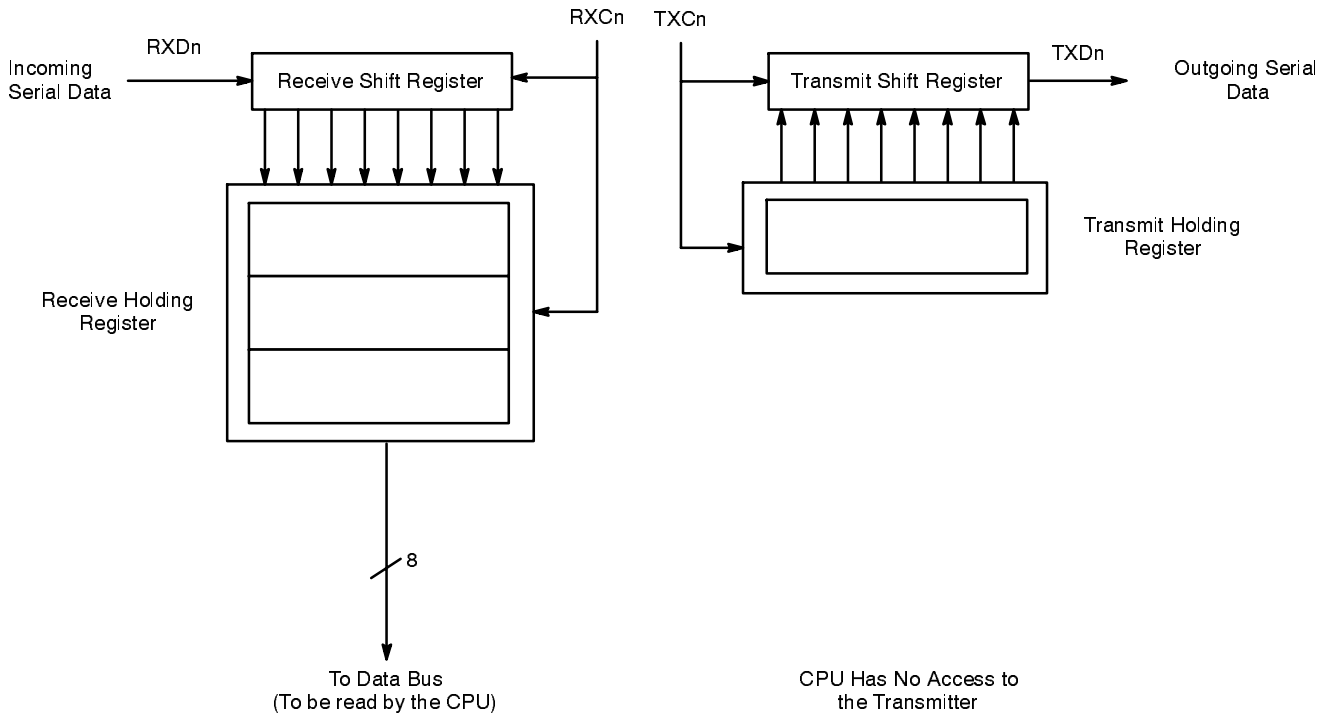 RXCn
TXCn
RXDn
Incoming
Serial Data
Receive Shift Register
Transmit Shift Register
TXDn
Outgoing Serial
Data
Receive Holding
Register
Transmit Holding
Register
8
To Data Bus
(To be read by the CPU)
CPU Has No Access to
the Transmitter